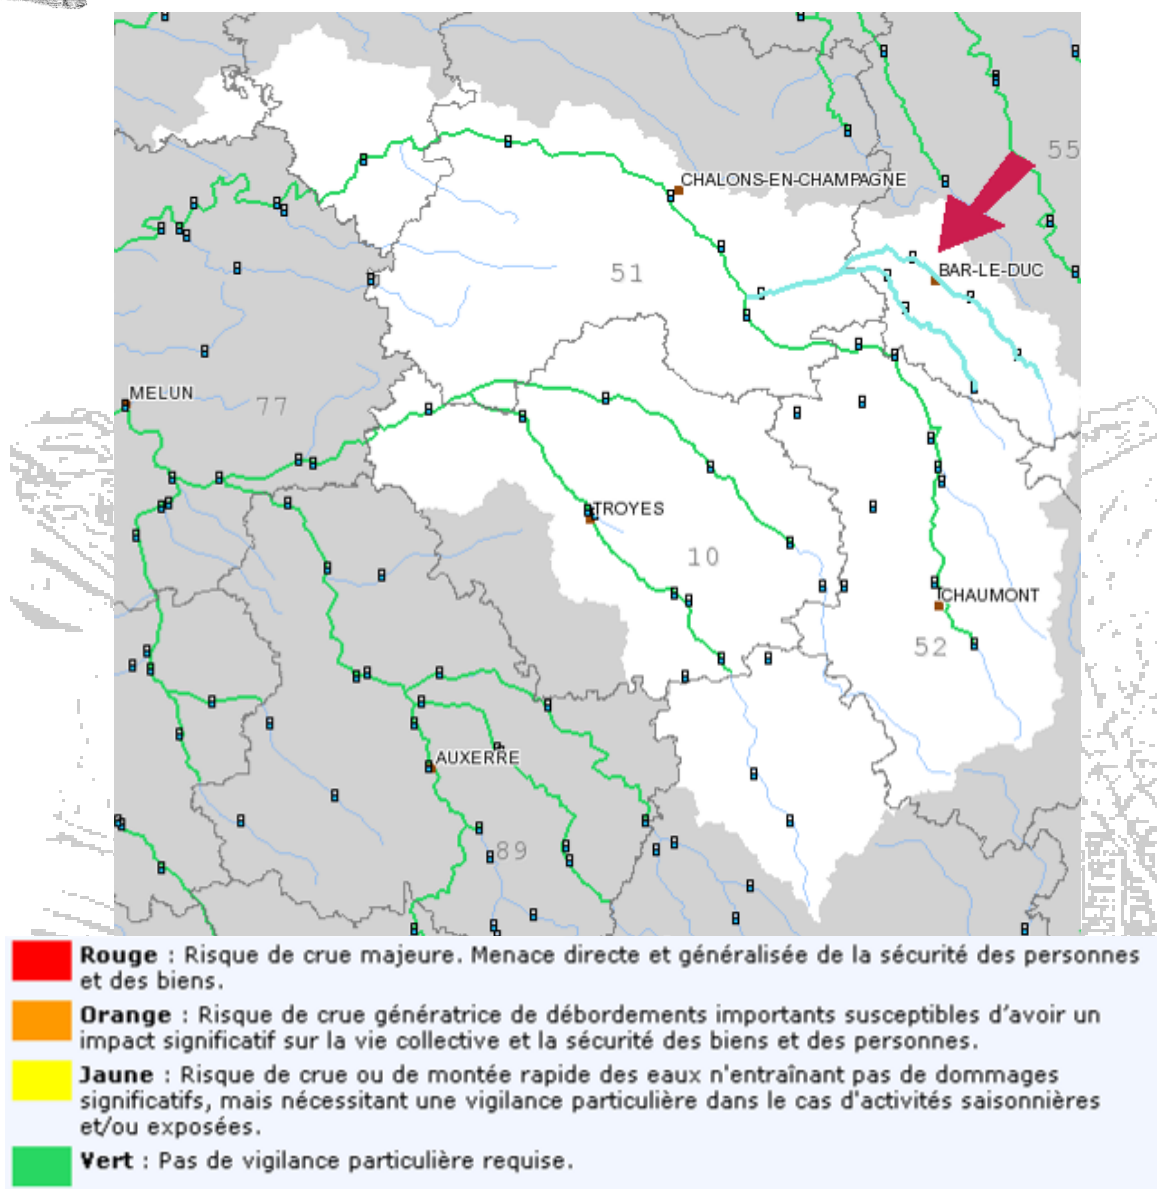 55
CHALONS-EN-CHAMPAGNE
51
BAR-LE-DUC
MELUN
77
TROYES
10
CHAUMONT
52
AUXERRE
89
Rouge : Risque de crue majeure. Menace directe et généralisée de la sécurité des personnes
et des biens.
Orange : Risque de crue génératrice de débordements importants susceptibles d’avoir un
impact significatif sur la vie collective et la sécurité des biens et des personnes.
Jaune : Risque de crue ou de montée rapide des eaux n'entraînant pas de dommages
significatifs, mais nécessitant une vigilance particulière dans le cas d'activités saisonnières
et/ou exposées.
Vert : Pas de vigilance particulière requise.